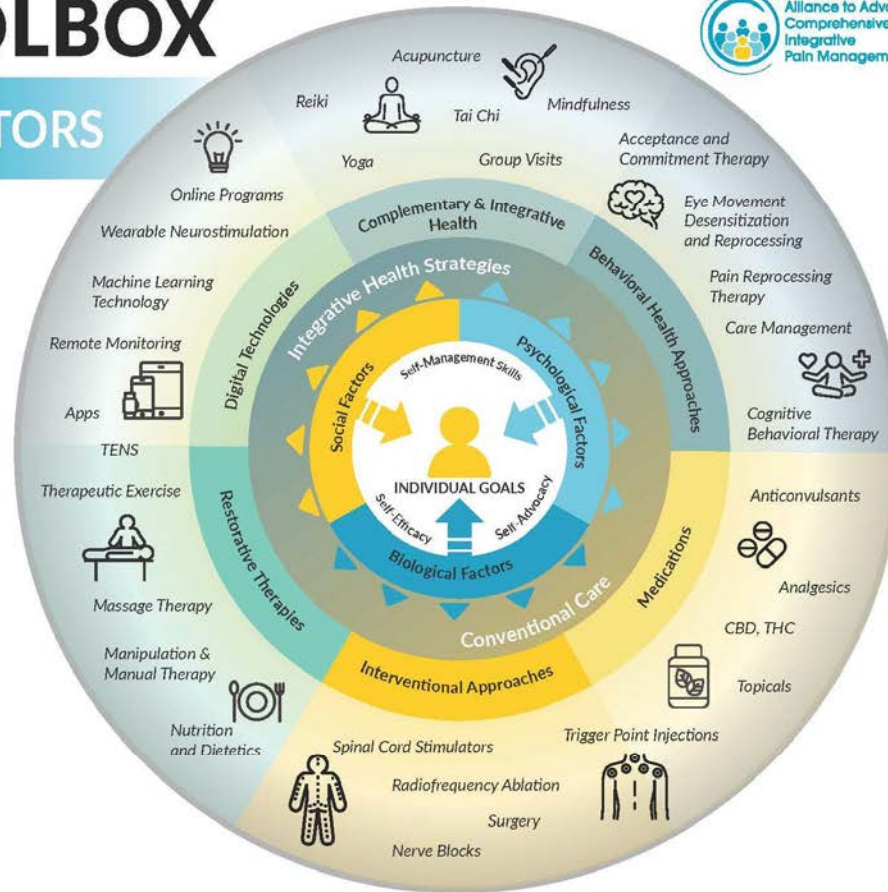 OLBOX
TORS
Alliance to Adva
Comprehensive
Integrative
Pain Managem
Acupuncture
Reiki
Tai Chi
Mindfulness
Yoga
Group Visits
Acceptance and
Commitment Therapy
Eye Movement
Desensitization
and Reprocessing
Pain Reprocessing
Therapy
Care Management
Cognitive
Behavioral Therapy
Online Programs
Wearable Neurostimulation
Machine Learning
Technology
Remote Monitoring
Apps
TENS
Therapeutic Exercise
Massage Therapy
Manipulation &
Manual Therapy
Nutrition
and Dietetics
Anticonvulsants
Analgesics
CBD, THC
Topicals
Trigger Point Injections
Spinal Cord Stimulators
Radiofrequency Ablation
Surgery
Nerve Blocks
Complementary & Integrative
Health
Behavioral Health Approaches
Digital Technologies
Restorative Therapies
Medications
Interventional Approaches
Integrative Health Strategies
Conventional Care
Social Factors
Psychological Factors
Biological Factors
Self-Management Skills
INDIVIDUAL GOALS
Self-Efficacy
Self-Advocacy